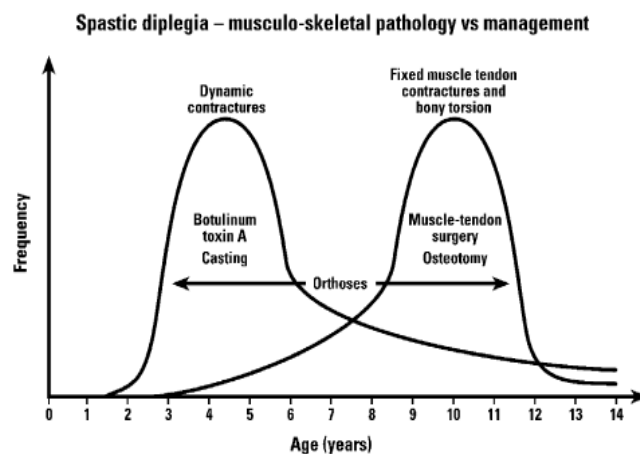 Spastic diplegia – musculo-skeletal pathology vs management
Dynamic
contractures
Fixed muscle tendon
contractures and
bony torsion
Frequency
Botulinum
toxin A
Casting
Muscle-tendon
surgery
Osteotomy
Orthoses
0 1 2 3 4 5 6 7 8 9 10 11 12 13 14
Age (years)